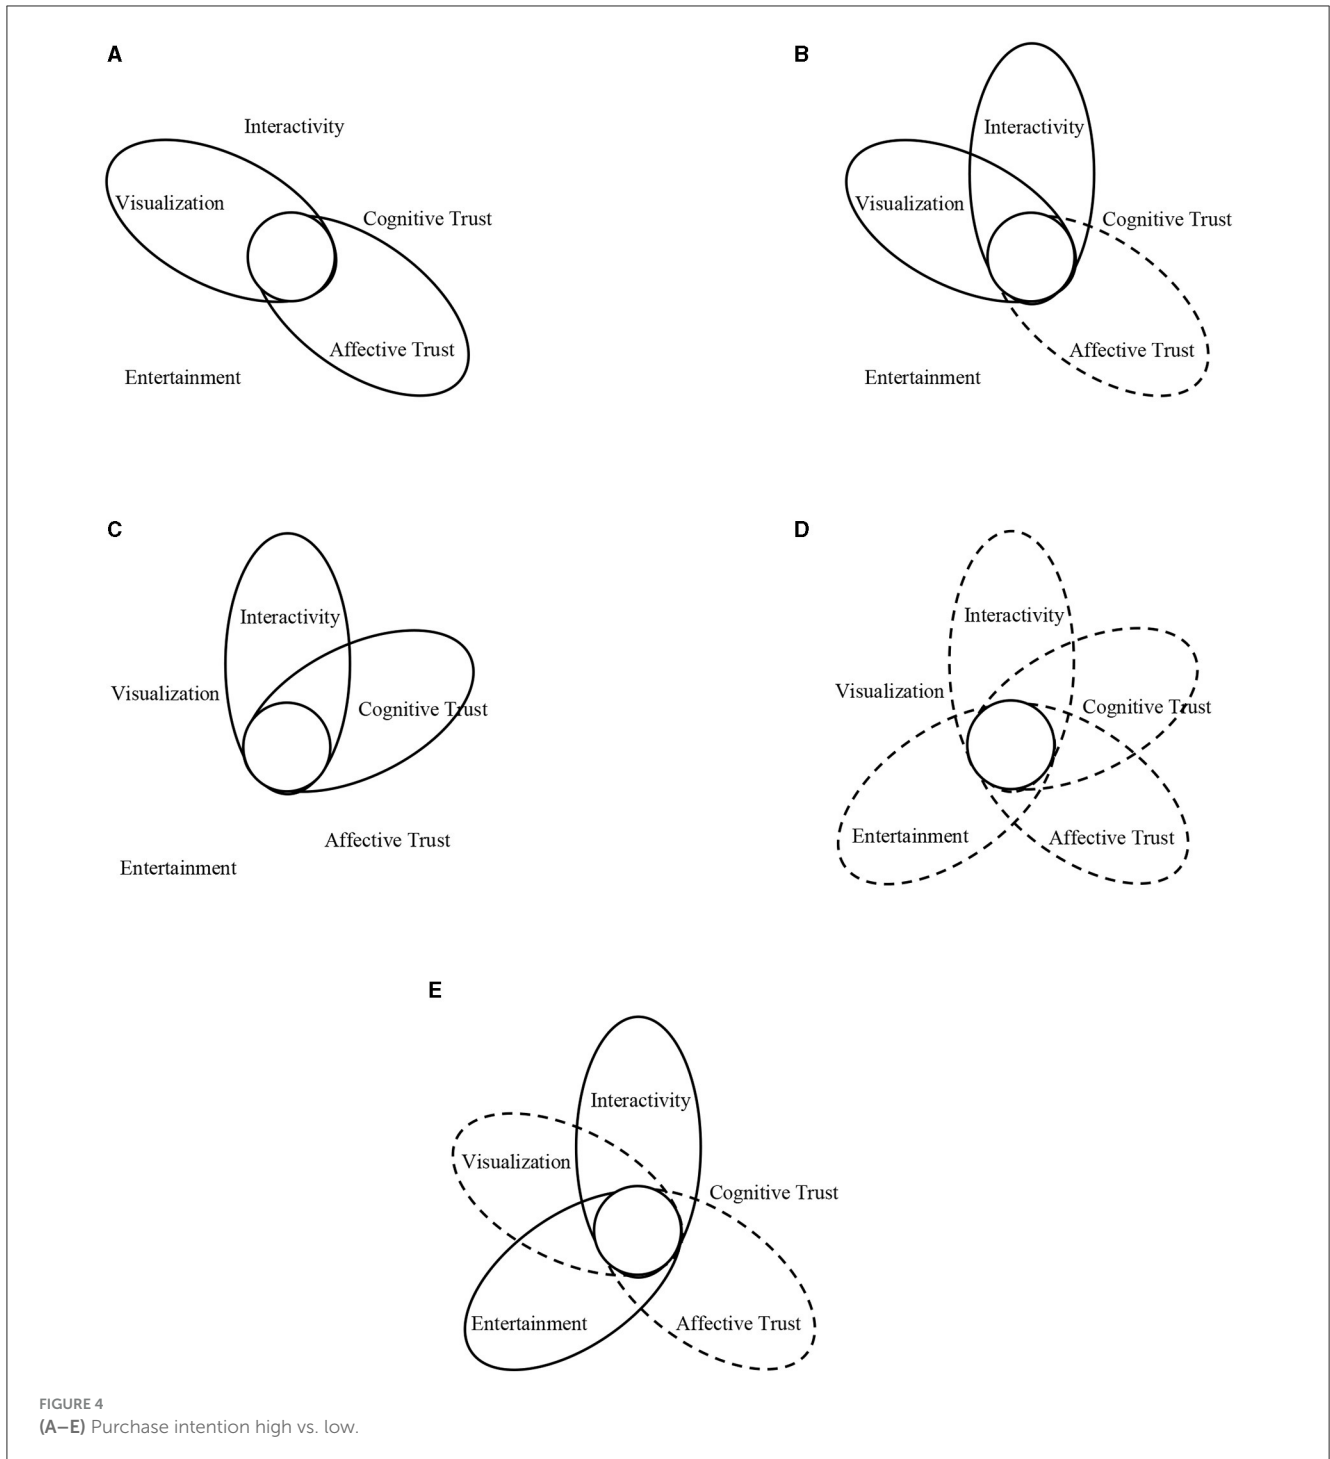 A
Interactivity
Visualization
Cognitive Trust
Affective Trust
Entertainment
B
Interactivity
Visualization
Cognitive Trust
Affective Trust
Entertainment
C
Interactivity
Visualization
Cognitive Trust
Affective Trust
Entertainment
D
Interactivity
Visualization
Cognitive Trust
Entertainment
Affective Trust
E
Interactivity
Visualization
Cognitive Trust
Entertainment
Affective Trust
FIGURE 4
(A–E) Purchase intention high vs. low.